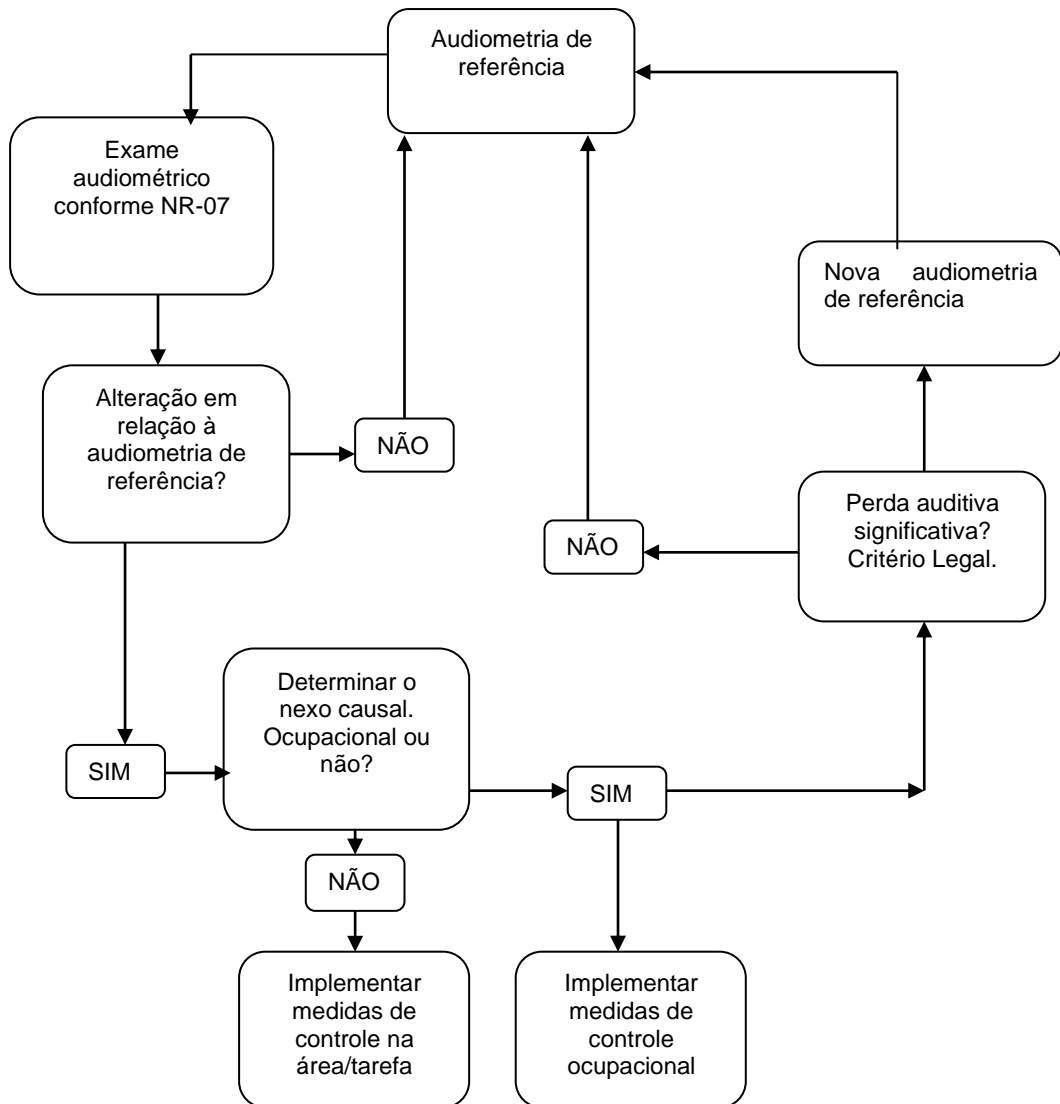 Audiometria de
referência
Exame
audiométrico
conforme NR-07
Nova audiometria
de referência
Alteração em
relação à
audiometria de
referência?
NÃO
Perda auditiva
significativa?
Critério Legal.
NÃO
Determinar o
nexo causal.
Ocupacional ou
não?
SIM
SIM
NÃO
Implementar
medidas de
controle na
área/tarefa
Implementar
medidas de
controle
ocupacional